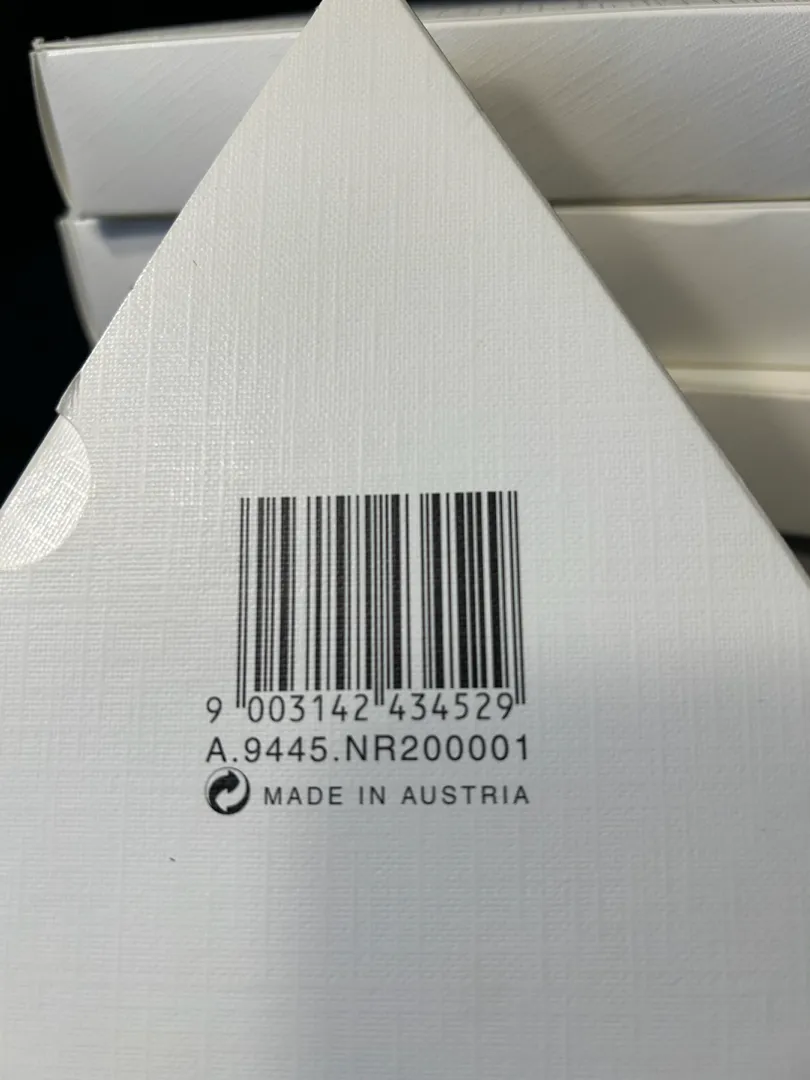 9 003142 434529
A.9445.NR200001
MADE IN AUSTRIA